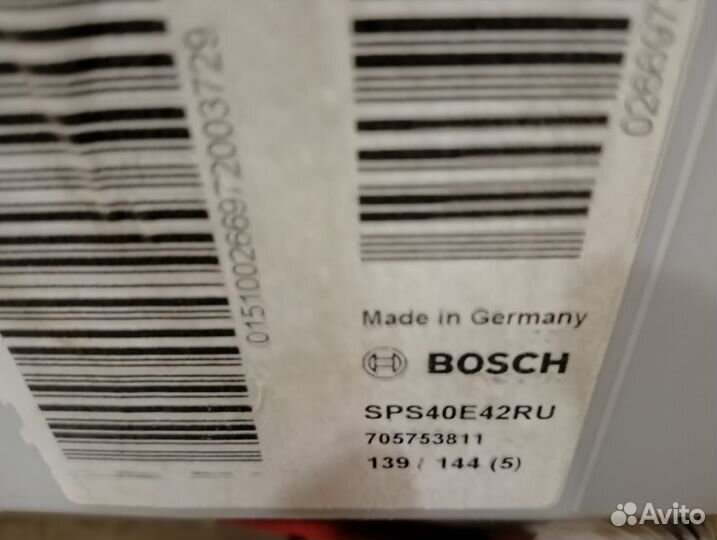 015100266972003729
Made in Germany
BOSCH
SPS40E42RU
705753811
139 / 144 (5)
Avito